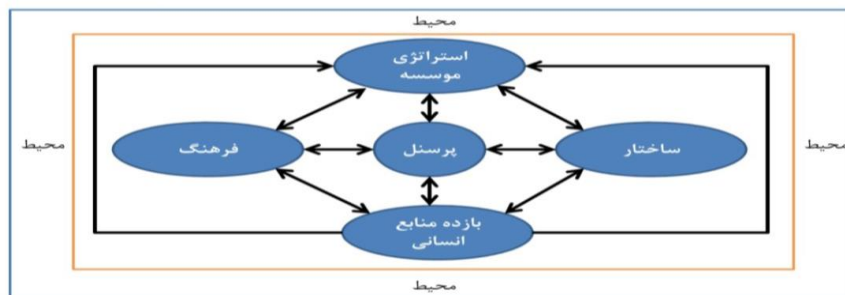 محیط
استراتژی
موسسه
محیط
فرهنگ
پرسنل
ساختار
محیط
بازده منابع
انسانی
محیط